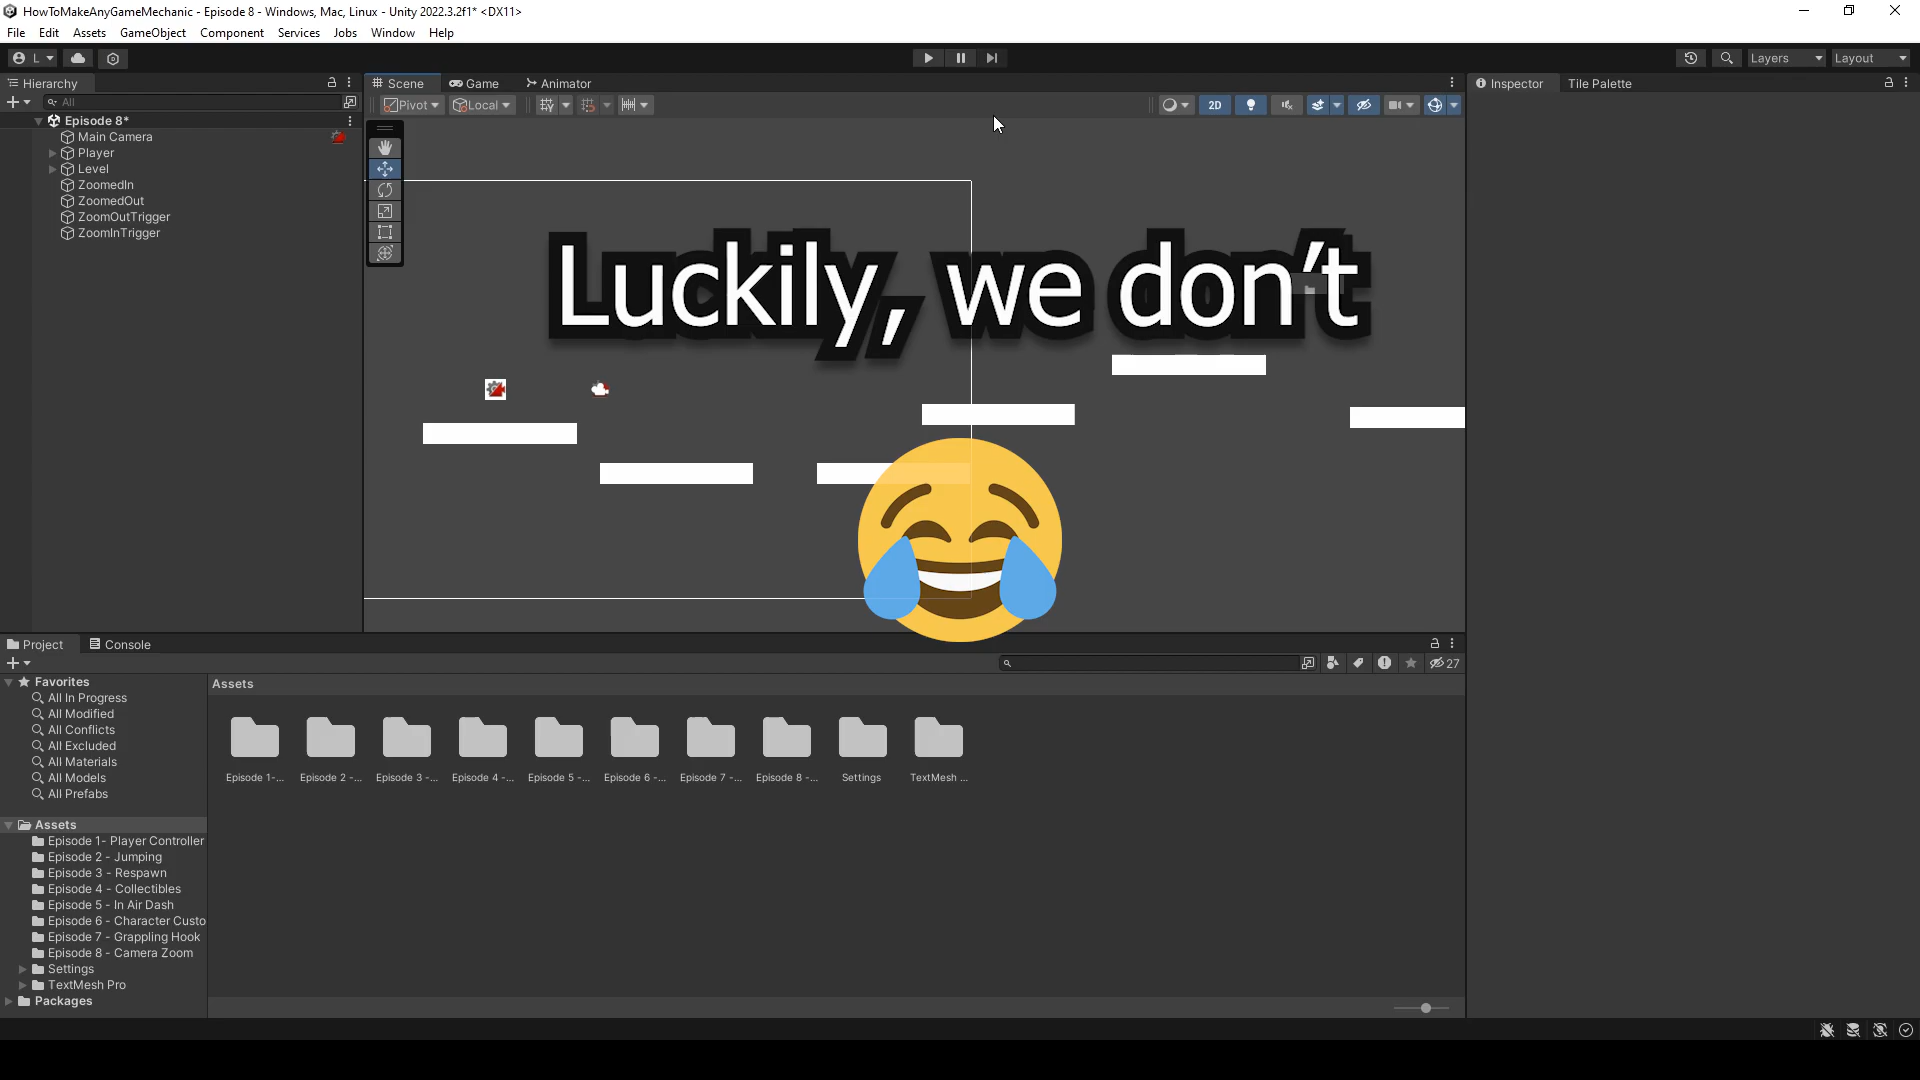 HowToMakeAnyGameMechanic - Episode 8 - Windows, Mac, Linux - Unity 2022.3.2f1* <DX11>
File Edit Assets GameObject Component Services Jobs Window Help
L Layers Layout
Hierarchy
All
Episode 8*
Main Camera
Player
Level
ZoomedIn
ZoomedOut
ZoomOutTrigger
ZoomInTrigger
Scene Game Animator
Pivot Local 2D
Luckily, we don't
Inspector Tile Palette
Project Console
27
Favorites
All In Progress
All Modified
All Conflicts
All Excluded
All Materials
All Models
All Prefabs
Assets
Episode 1- Player Controller
Episode 2 - Jumping
Episode 3 - Respawn
Episode 4 - Collectibles
Episode 5 - In Air Dash
Episode 6 - Character Custo
Episode 7 - Grappling Hook
Episode 8 - Camera Zoom
Settings
TextMesh Pro
Packages
Assets
Episode 1-... Episode 2 -... Episode 3 -... Episode 4 -... Episode 5 -... Episode 6 -... Episode 7 -... Episode 8 -... Settings TextMesh ...